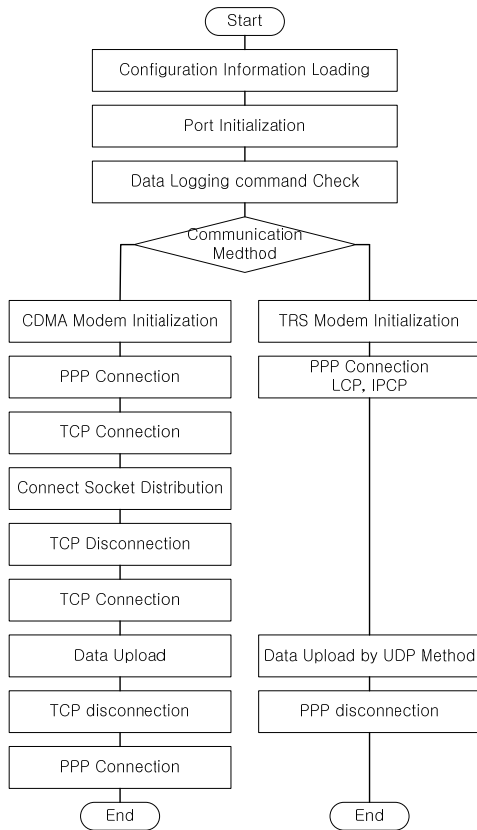 Start
Configuration Information Loading
Port Initialization
Data Logging command Check
Communication
Medthod
CDMA Modem Initialization
PPP Connection
TCP Connection
Connect Socket Distribution
TCP Disconnection
TCP Connection
Data Upload
TCP disconnection
PPP Connection
End
TRS Modem Initialization
PPP Connection
LCP, IPCP
Data Upload by UDP Method
PPP disconnection
End